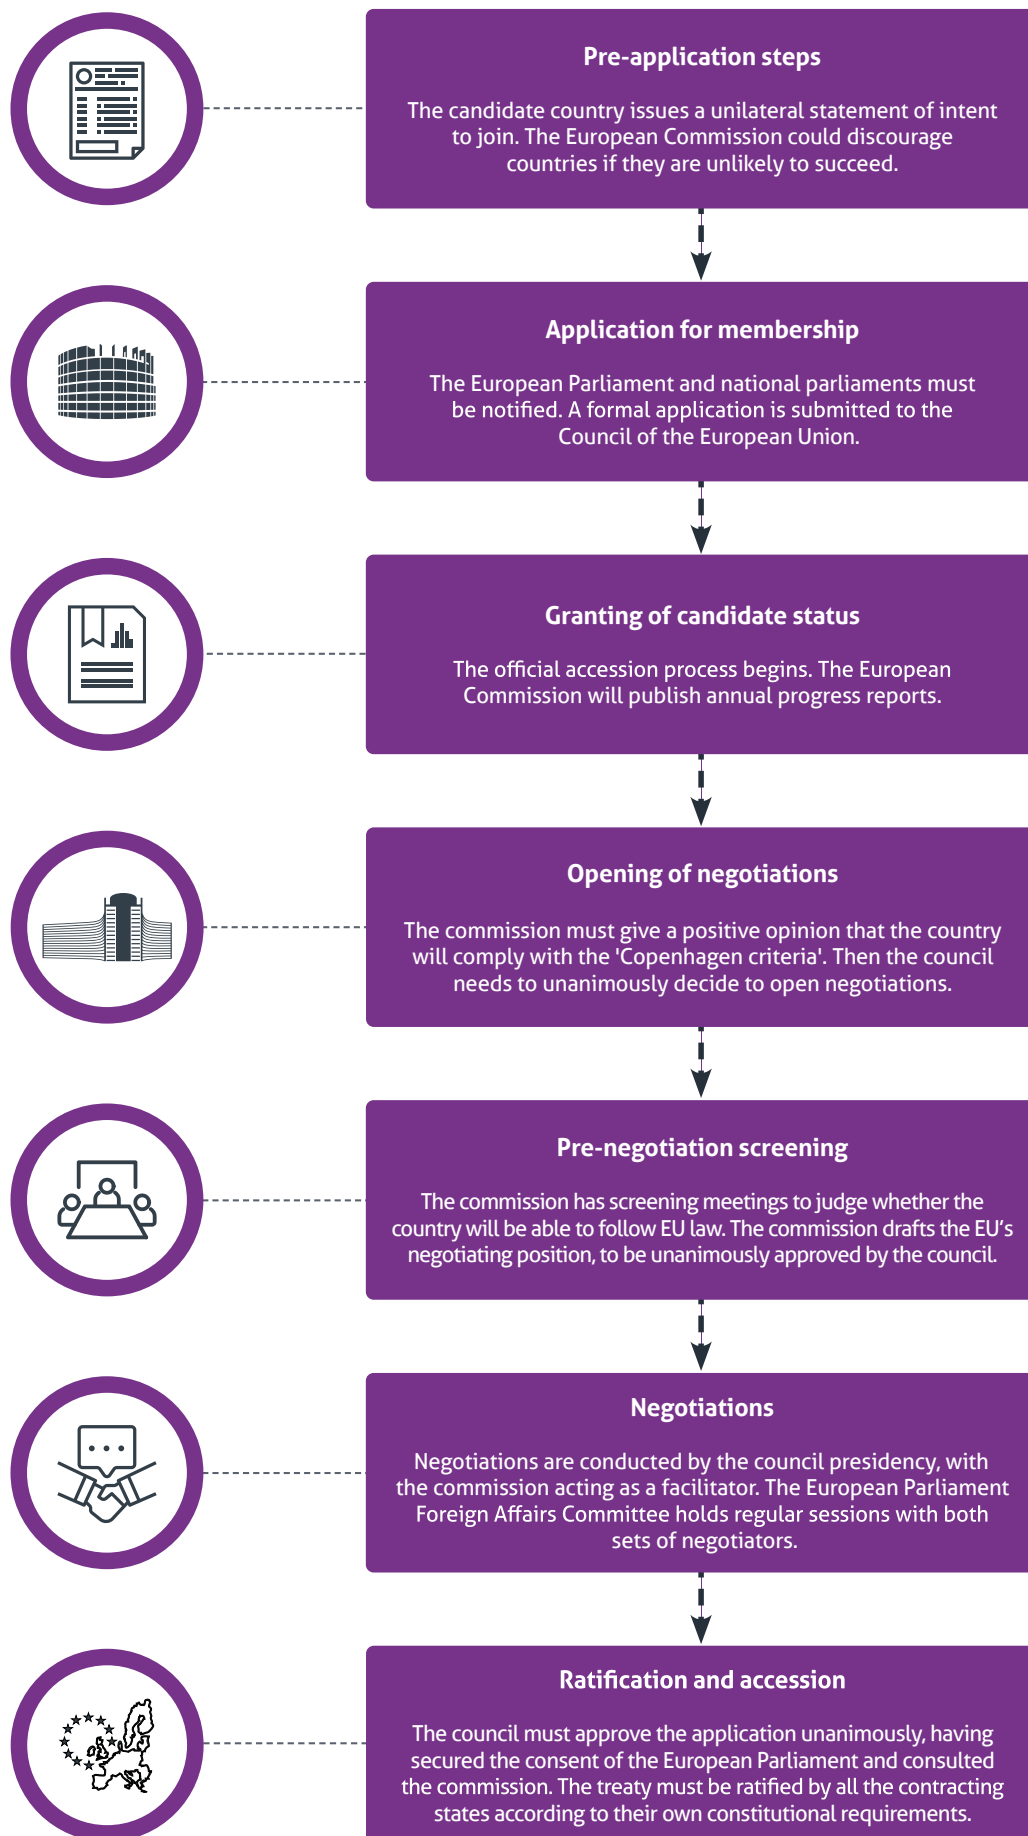 Pre-application steps
The candidate country issues a unilateral statement of intent
to join. The European Commission could discourage
countries if they are unlikely to succeed.
Application for membership
The European Parliament and national parliaments must
be notified. A formal application is submitted to the
Council of the European Union.
Granting of candidate status
The official accession process begins. The European
Commission will publish annual progress reports.
Opening of negotiations
The commission must give a positive opinion that the country
will comply with the 'Copenhagen criteria'. Then the council
needs to unanimously decide to open negotiations.
Pre-negotiation screening
The commission has screening meetings to judge whether the
country will be able to follow EU law. The commission drafts the EU’s
negotiating position, to be unanimously approved by the council.
Negotiations
Negotiations are conducted by the council presidency, with
the commission acting as a facilitator. The European Parliament
Foreign Affairs Committee holds regular sessions with both
sets of negotiators.
Ratification and accession
The council must approve the application unanimously, having
secured the consent of the European Parliament and consulted
the commission. The treaty must be ratified by all the contracting
states according to their own constitutional requirements.